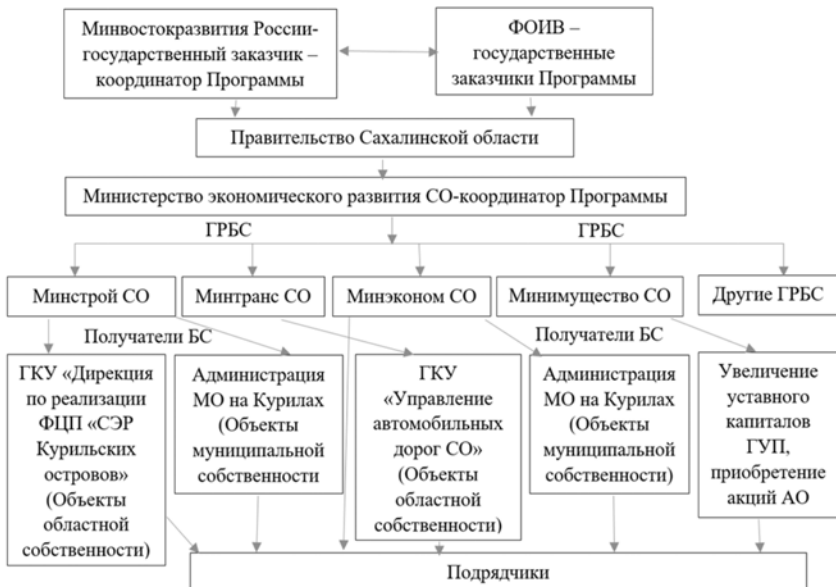 Минвостокразвития России-
государственный заказчик –
координатор Программы
ФОИВ –
государственные
заказчики Программы
Правительство Сахалинской области
Министерство экономического развития СО-координатор Программы
ГРБС
ГРБС
Минстрой СО
Минтранс СО
Минэконом СО
Минимущество СО
Другие ГРБС
Получатели БС
Получатели БС
ГКУ «Дирекция
по реализации
ФЦП «СЭР
Курильских
островов»
(Объекты
областной
собственности)
Администрация
МО на Курилах
(Объекты
муниципальной
собственности
ГКУ
«Управление
автомобильных
дорог СО»
(Объекты
областной
собственности)
Администрация
МО на Курилах
(Объекты
муниципальной
собственности)
Увеличение
уставного
капиталов
ГУП,
приобретение
акций АО
Подрядчики